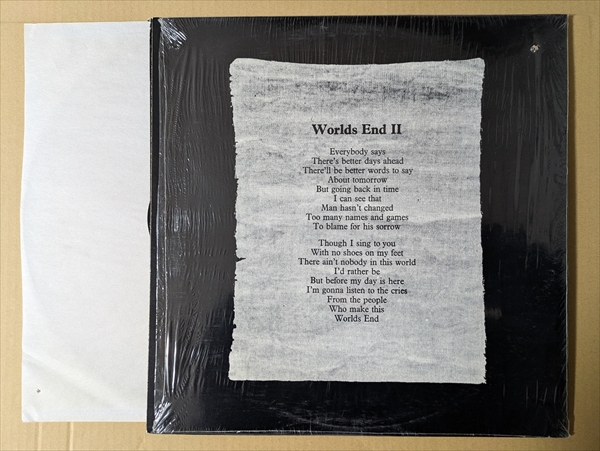 Worlds End II
Everybody says
There's better days ahead
There'll be better words to say
About tomorrow
But going back in time
I can see that
Man hasn't changed
Too many names and games
To blame for his sorrow
Though I sing to you
With no shoes on my feet
There ain't nobody in this world
I'd rather be
But before my day is here
I'm gonna listen to the cries
From the people
Who make this
Worlds End